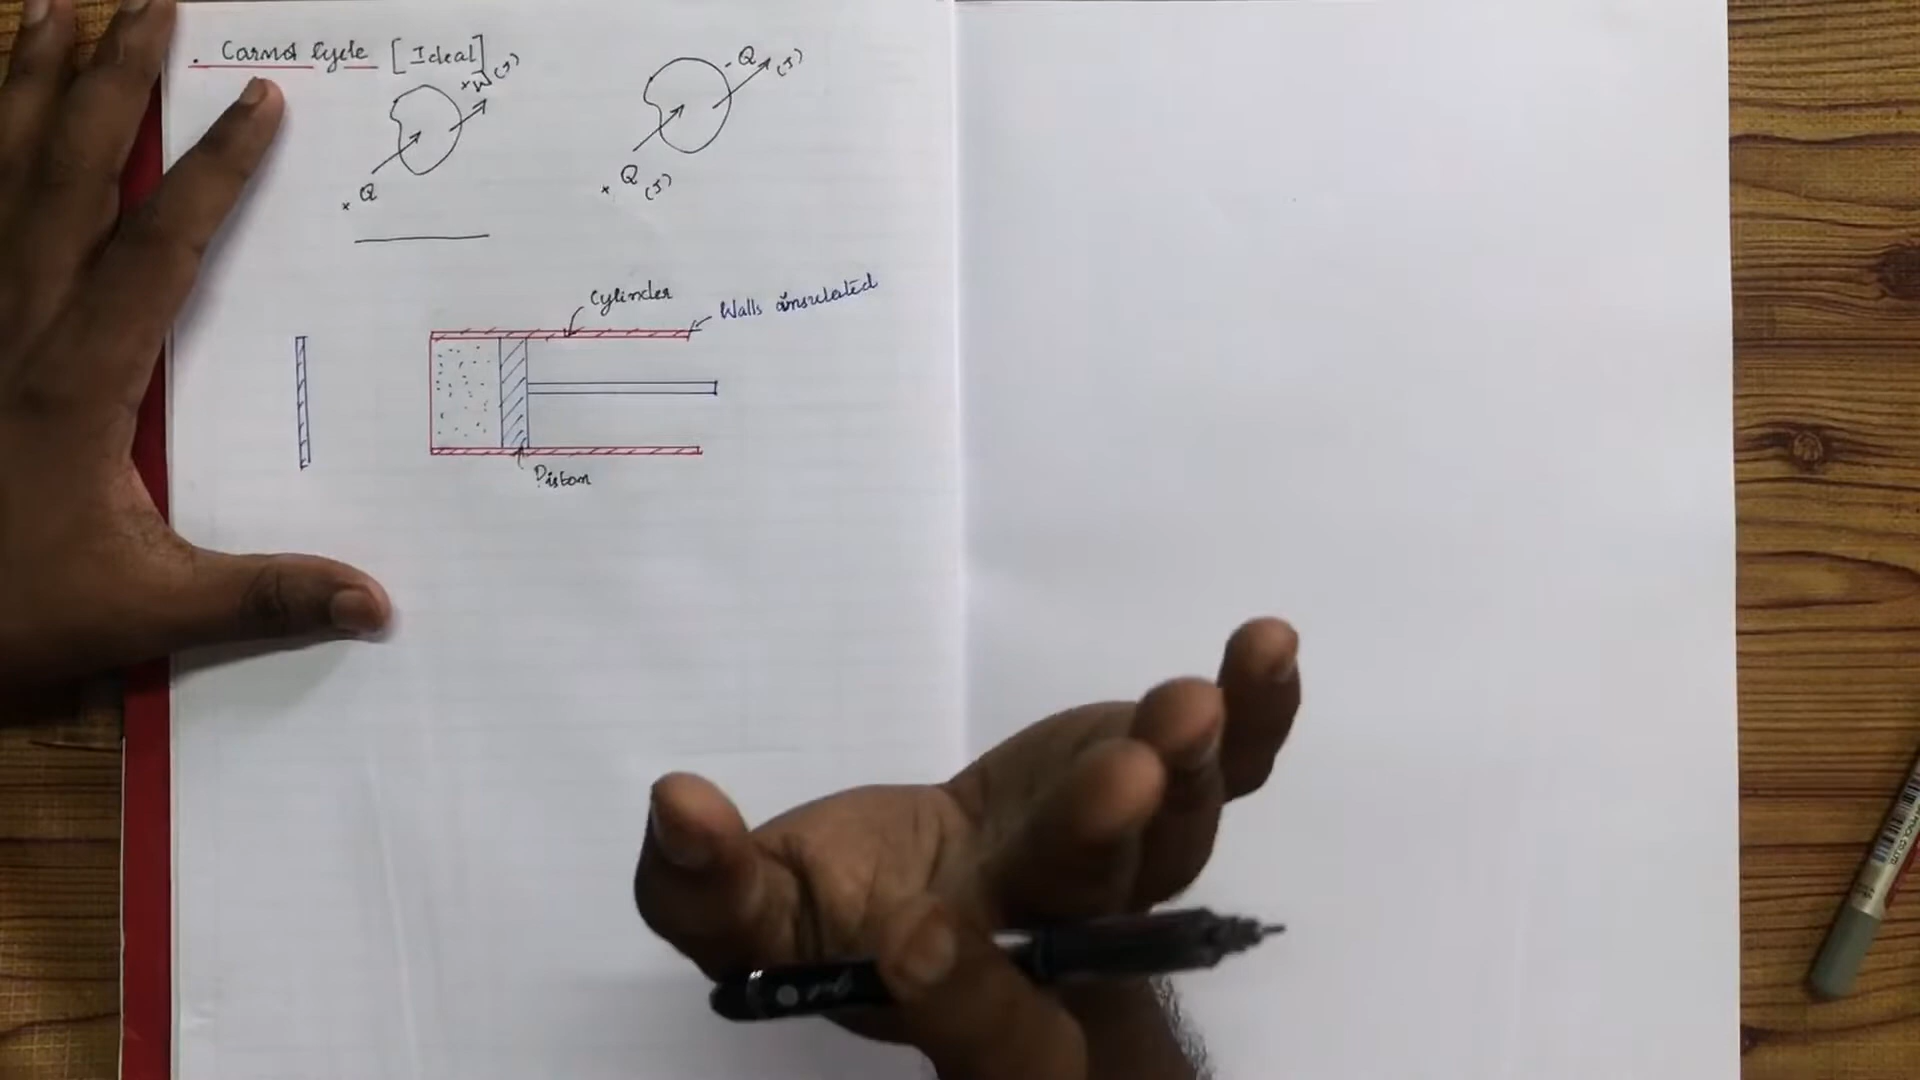 . Carnot Cycle [Ideal]
+W (J)
- Q (J)
+ Q
+ Q (J)
Cylinder
Walls insulated
Piston